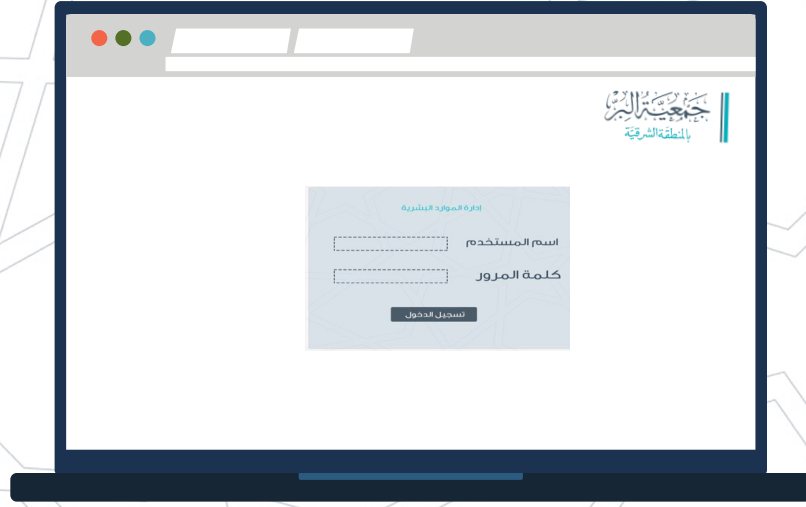 جمعية البر
بالمنطقة الشرقية
إدارة الموارد البشرية
اسم المستخدم
كلمة المرور
تسجيل الدخول